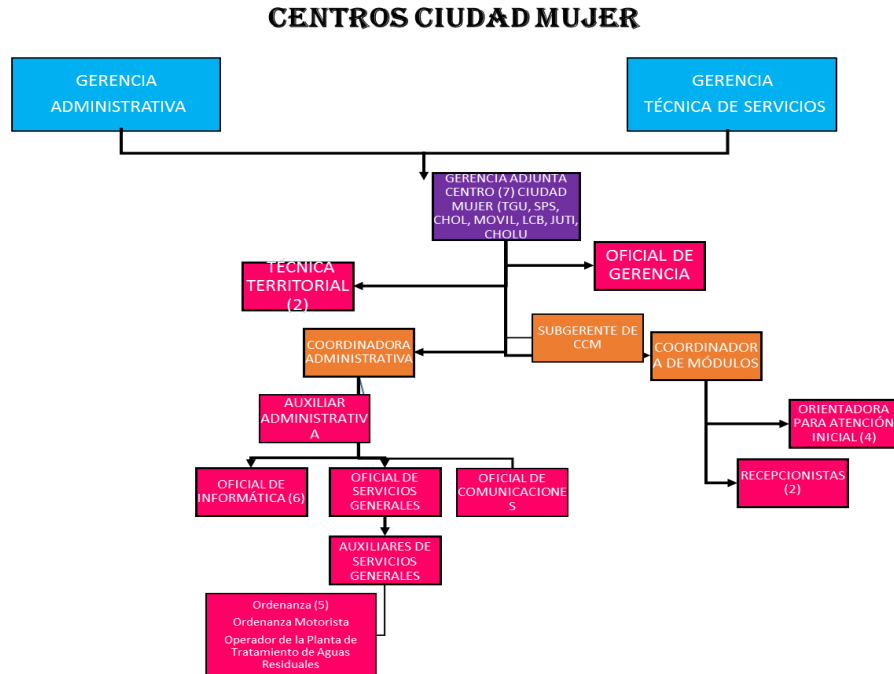 CENTROS CIUDAD MUJER
GERENCIA
ADMINISTRATIVA
GERENCIA
TÉCNICA DE SERVICIOS
GERENCIA ADJUNTA
CENTRO (7) CIUDAD
MUJER (TGU, SPS,
CHOL, MOVIL, LCB, JUTI,
CHOLU
OFICIAL DE
GERENCIA
TÉCNICA
TERRITORIAL
(2)
SUBGERENTE DE
CCM
COORDINADORA
ADMINISTRATIVA
COORDINADOR
A DE MÓDULOS
AUXILIAR
ADMINISTRATIV
A
ORIENTADORA
PARA ATENCIÓN
INICIAL (4)
OFICIAL DE
INFORMÁTICA (6)
OFICIAL DE
SERVICIOS
GENERALES
OFICIAL DE
COMUNICACIONE
S
RECEPCIONISTAS
(2)
AUXILIARES DE
SERVICIOS
GENERALES
Ordenanza (5)
Ordenanza Motorista
Operador de la Planta de
Tratamiento de Aguas
Residuales